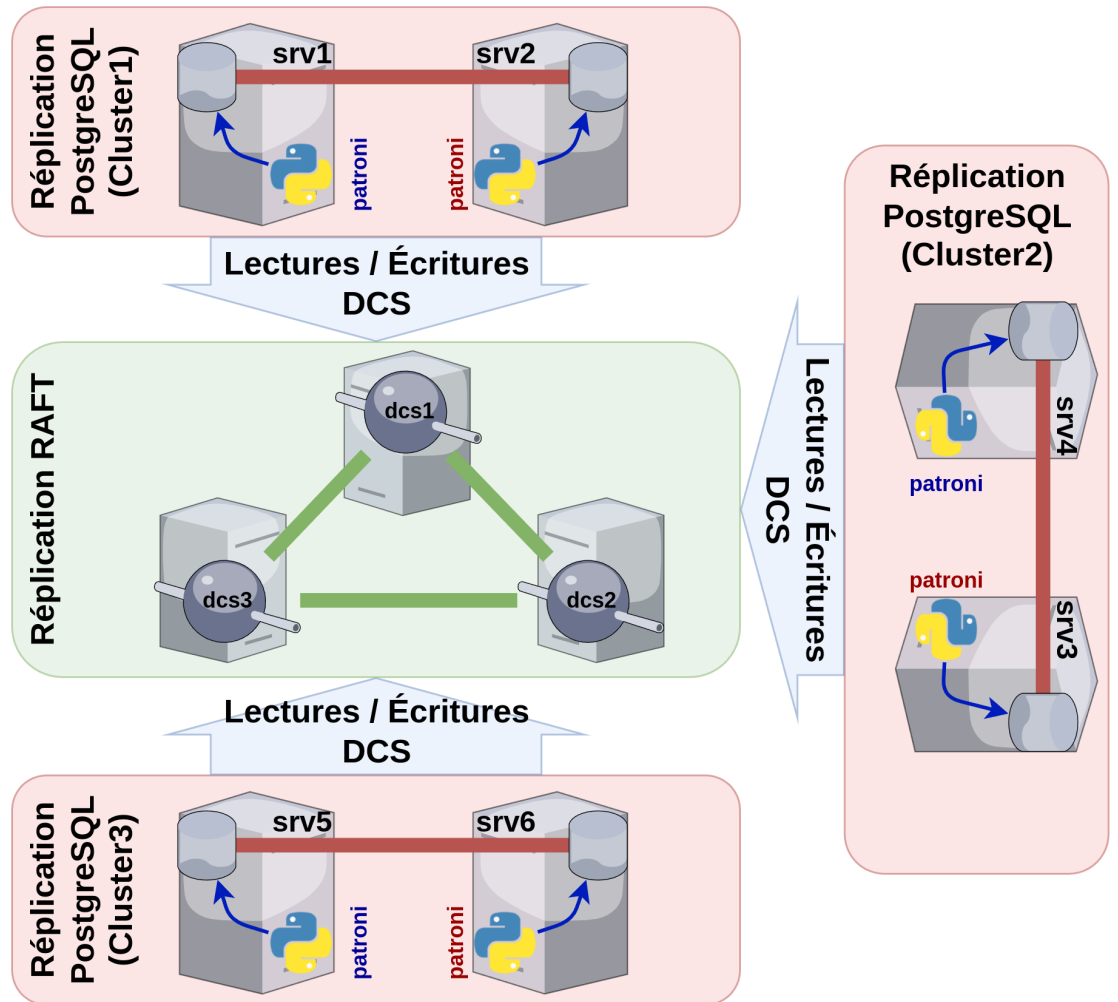 Réplication
PostgreSQL
(Cluster1)
srv1
srv2
patroni
patroni
Lectures / Écritures
DCS
Réplication RAFT
dcs1
dcs3
dcs2
Lectures / Écritures
DCS
Réplication
PostgreSQL
(Cluster2)
srv4
patroni
patroni
srv3
Lectures / Écritures
DCS
Réplication
PostgreSQL
(Cluster3)
srv5
srv6
patroni
patroni